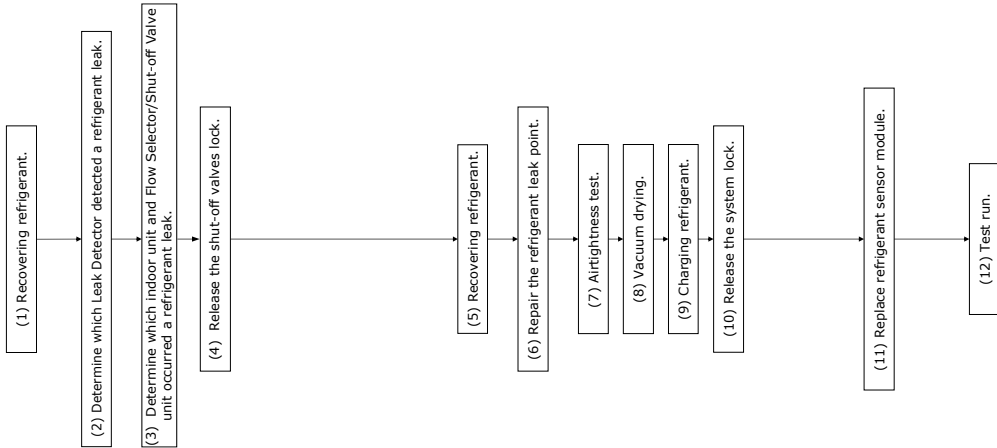 (1) Recovering refrigerant.
(2) Determine which Leak Detector detected a refrigerant leak.
(3) Determine which indoor unit and Flow Selector/Shut-off Valve
unit occurred a refrigerant leak.
(4) Release the shut-off valves lock.
(5) Recovering refrigerant.
(6) Repair the refrigerant leak point.
(7) Airtightness test.
(8) Vacuum drying.
(9) Charging refrigerant.
(10) Release the system lock.
(11) Replace refrigerant sensor module.
(12) Test run.